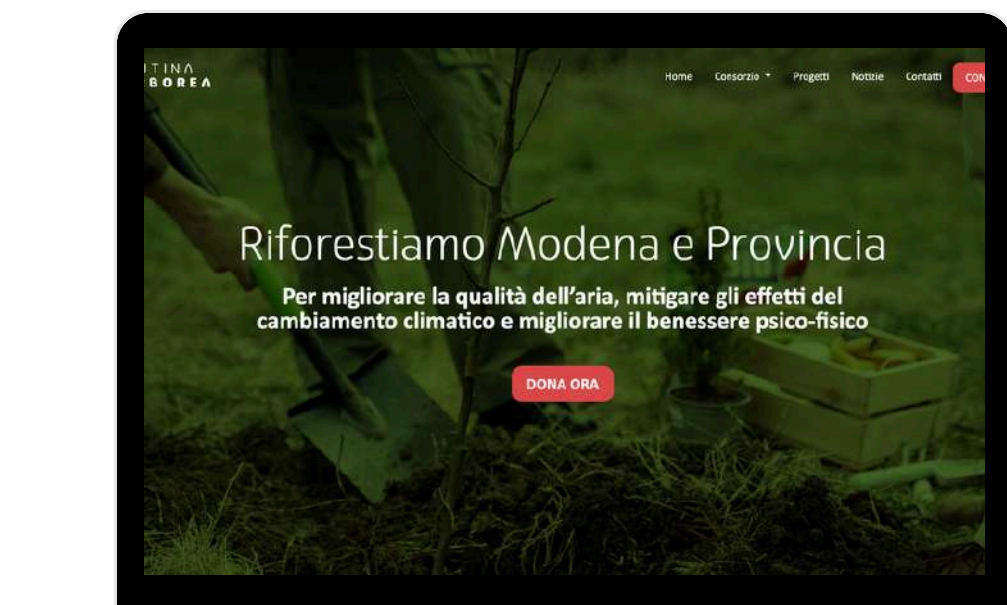 TINA
BOREA
Home Consorzio Progetti Notizie Contatti CON
Riforestiamo Modena e Provincia
Per migliorare la qualità dell'aria, mitigare gli effetti del
cambiamento climatico e migliorare il benessere psico-fisico
DONA ORA